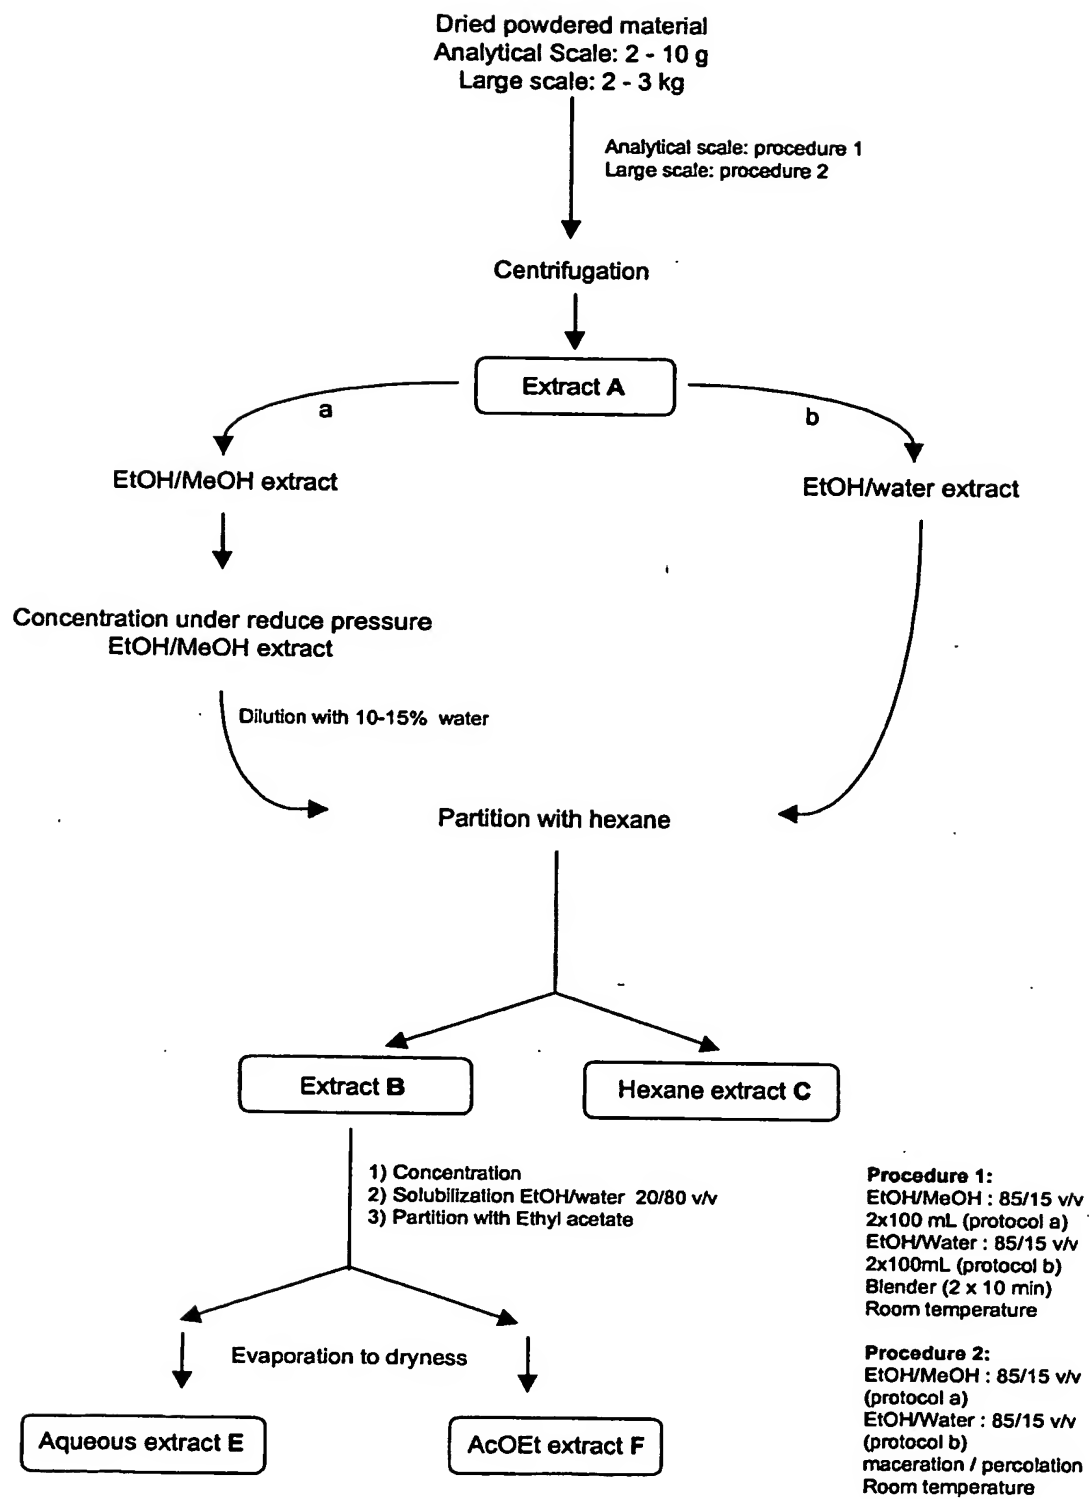 Dried powdered material
Analytical Scale: 2 - 10 g
Large scale: 2 - 3 kg
Analytical scale: procedure 1
Large scale: procedure 2
Centrifugation
Extract A
a
b
EtOH/MeOH extract
EtOH/water extract
Concentration under reduce pressure
EtOH/MeOH extract
Dilution with 10-15% water
Partition with hexane
Extract B
Hexane extract C
1) Concentration
2) Solubilization EtOH/water 20/80 v/v
3) Partition with Ethyl acetate
Evaporation to dryness
Aqueous extract E
AcOEt extract F
Procedure 1:
EtOH/MeOH : 85/15 v/v
2x100 mL (protocol a)
EtOH/Water : 85/15 v/v
2x100mL (protocol b)
Blender (2 x 10 min)
Room temperature
Procedure 2:
EtOH/MeOH : 85/15 v/v
(protocol a)
EtOH/Water : 85/15 v/v
(protocol b)
maceration / percolation
Room temperature